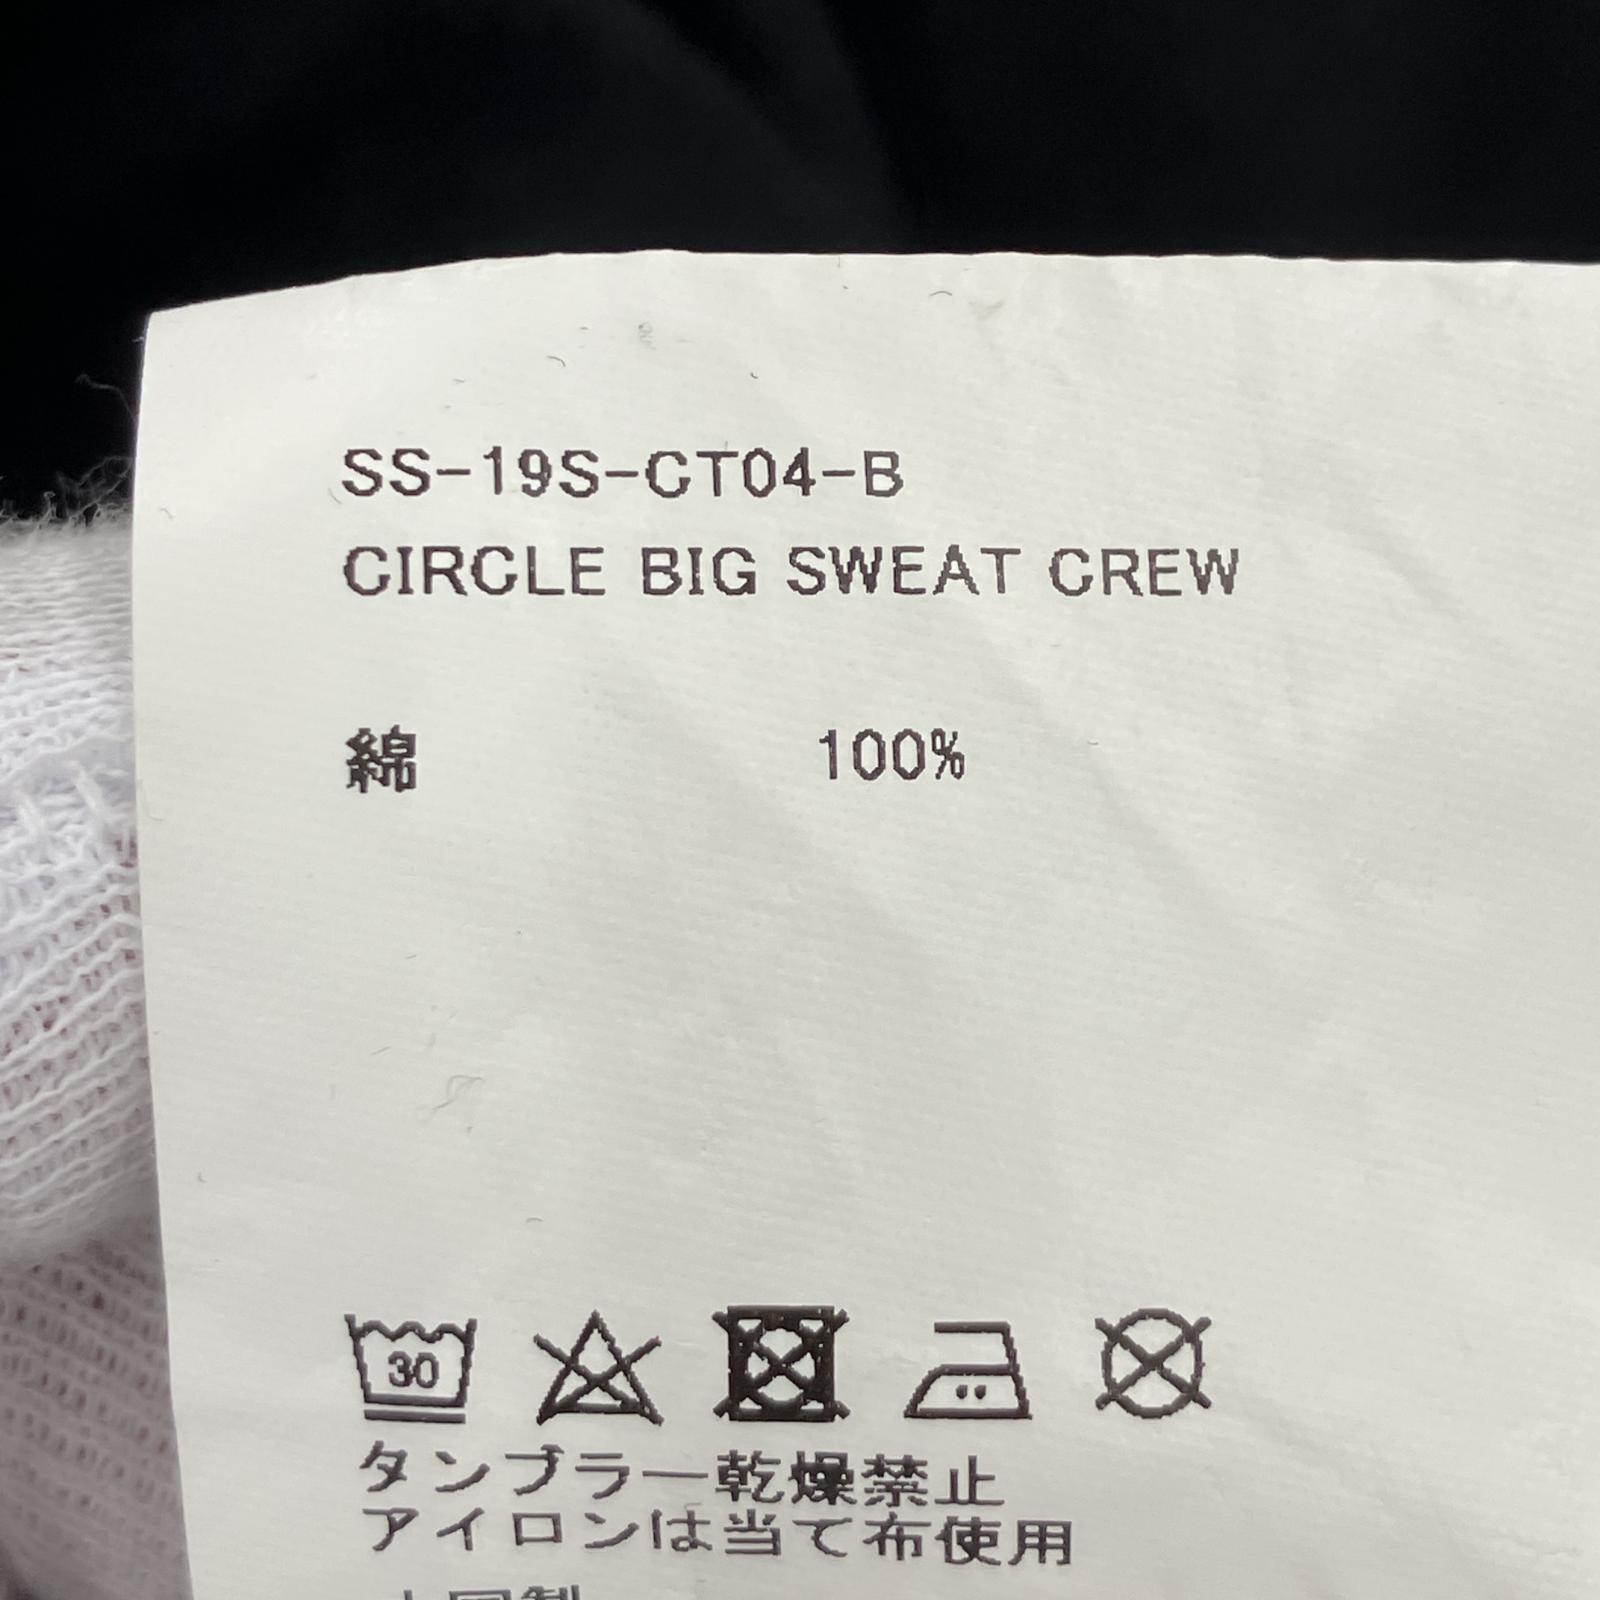 SS-19S-CT04-B
CIRCLE BIG SWEAT CREW
綿 100%
30
タンブラー乾燥禁止
アイロンは当て布使用